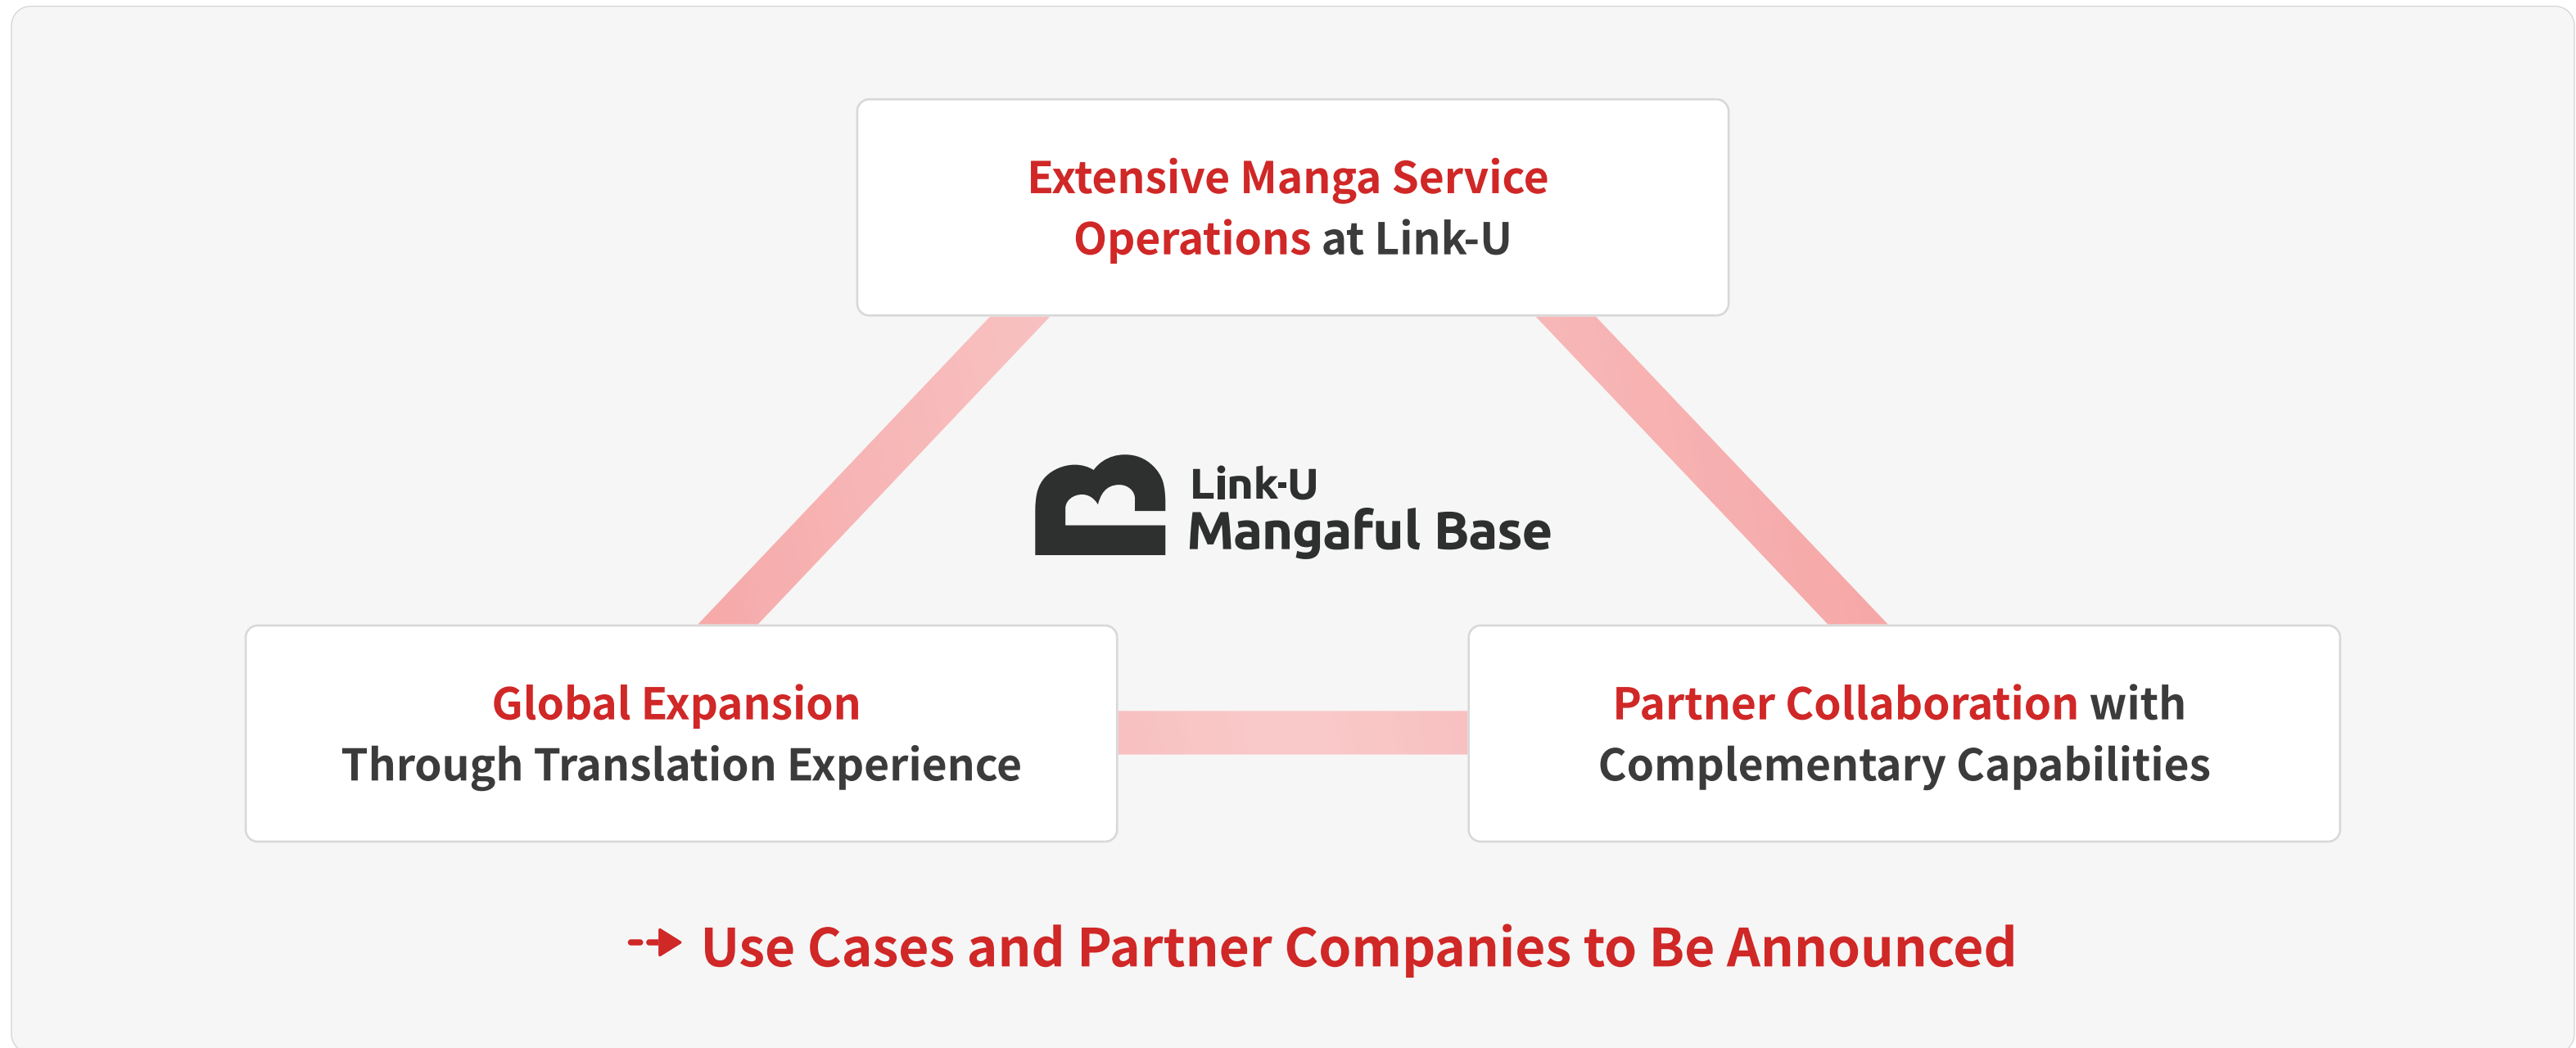 Extensive Manga Service
Operations at Link-U
Link-U
Mangaful Base
Global Expansion
Through Translation Experience
Partner Collaboration with
Complementary Capabilities
Use Cases and Partner Companies to Be Announced